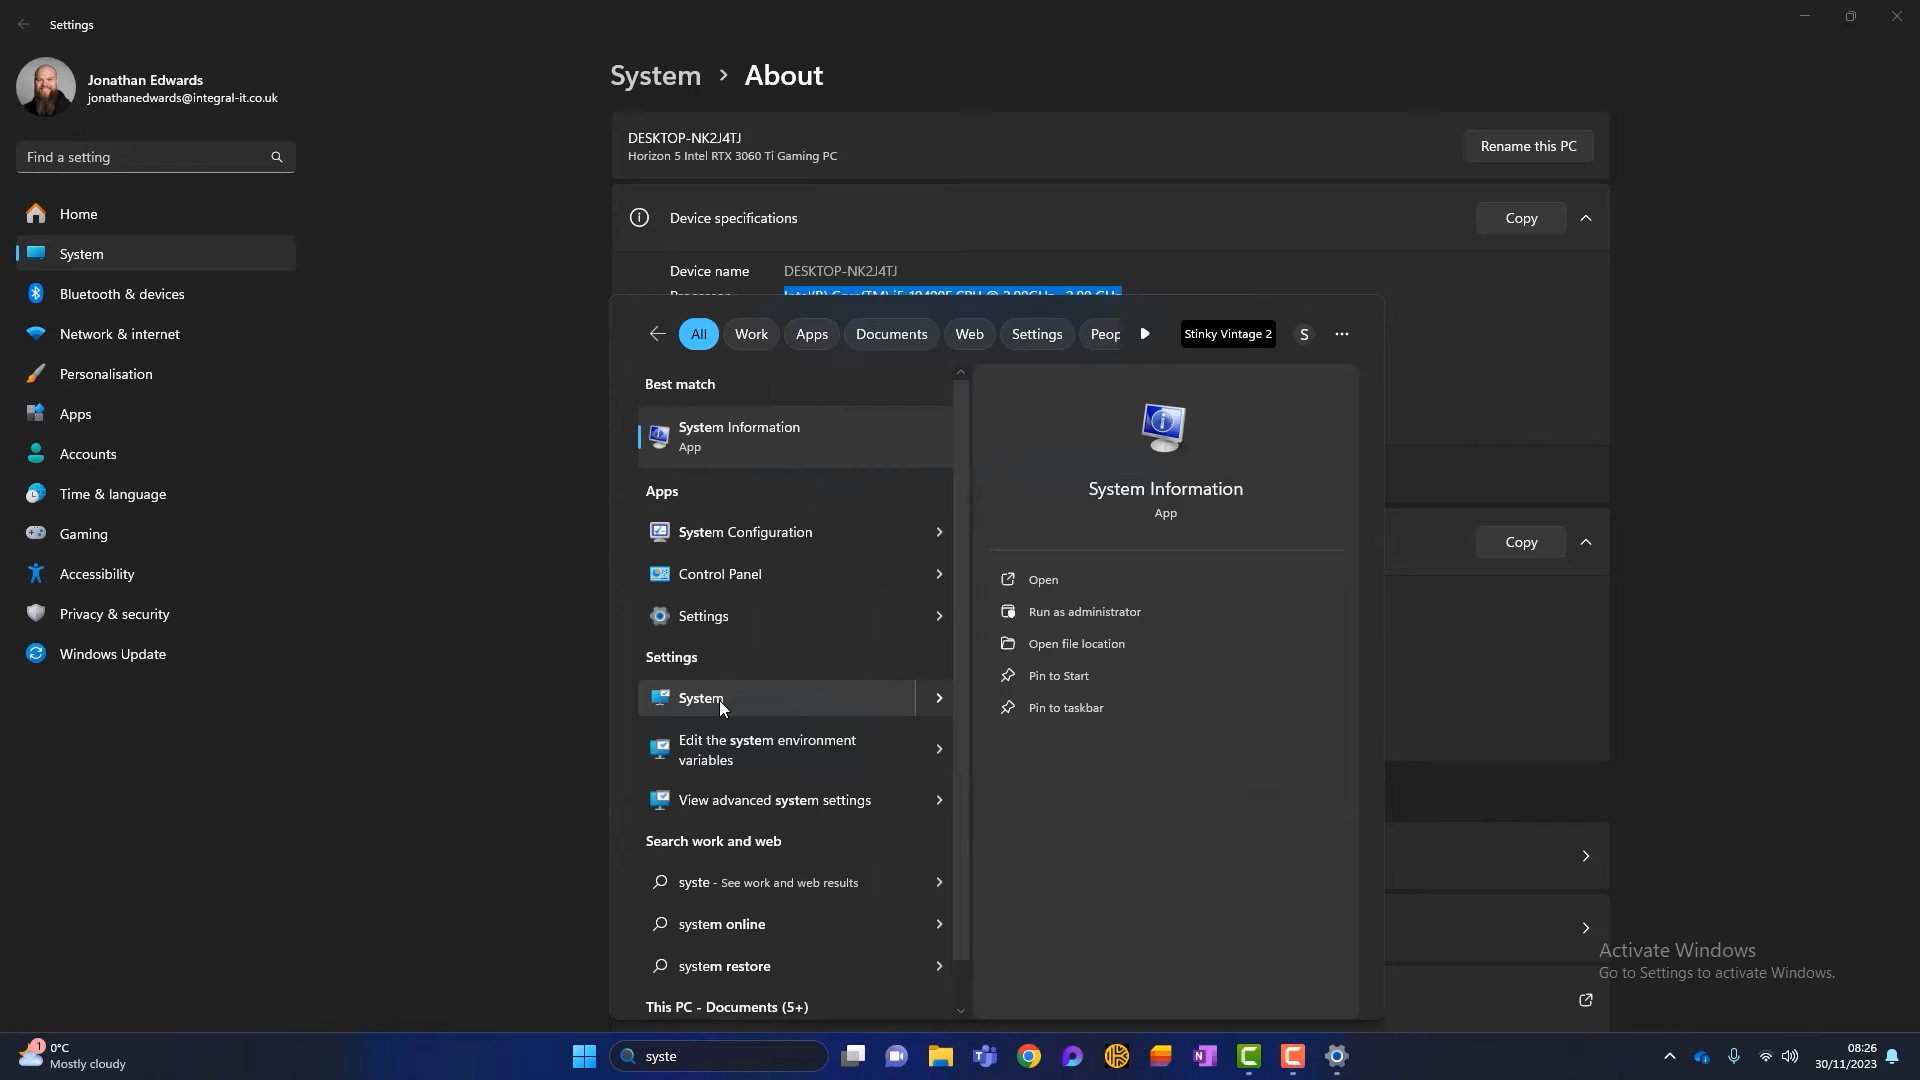 Settings
Jonathan Edwards
jonathanedwards@integral-it.co.uk
Find a setting
Home
System
Bluetooth & devices
Network & internet
Personalisation
Apps
Accounts
Time & language
Gaming
Accessibility
Privacy & security
Windows Update
System > About
DESKTOP-NK2J4TJ
Horizon 5 Intel RTX 3060 Ti Gaming PC
Rename this PC
Device specifications
Copy
Device name DESKTOP-NK2J4TJ
All Work Apps Documents Web Settings Peop
Stinky Vintage 2
S
Best match
System Information
App
Apps
System Configuration
Control Panel
Settings
Settings
System
Edit the system environment
variables
View advanced system settings
Search work and web
syste - See work and web results
system online
system restore
This PC - Documents (5+)
System Information
App
Open
Run as administrator
Open file location
Pin to Start
Pin to taskbar
Copy
Activate Windows
Go to Settings to activate Windows.
1
0°C
Mostly cloudy
syste
08:26
30/11/2023